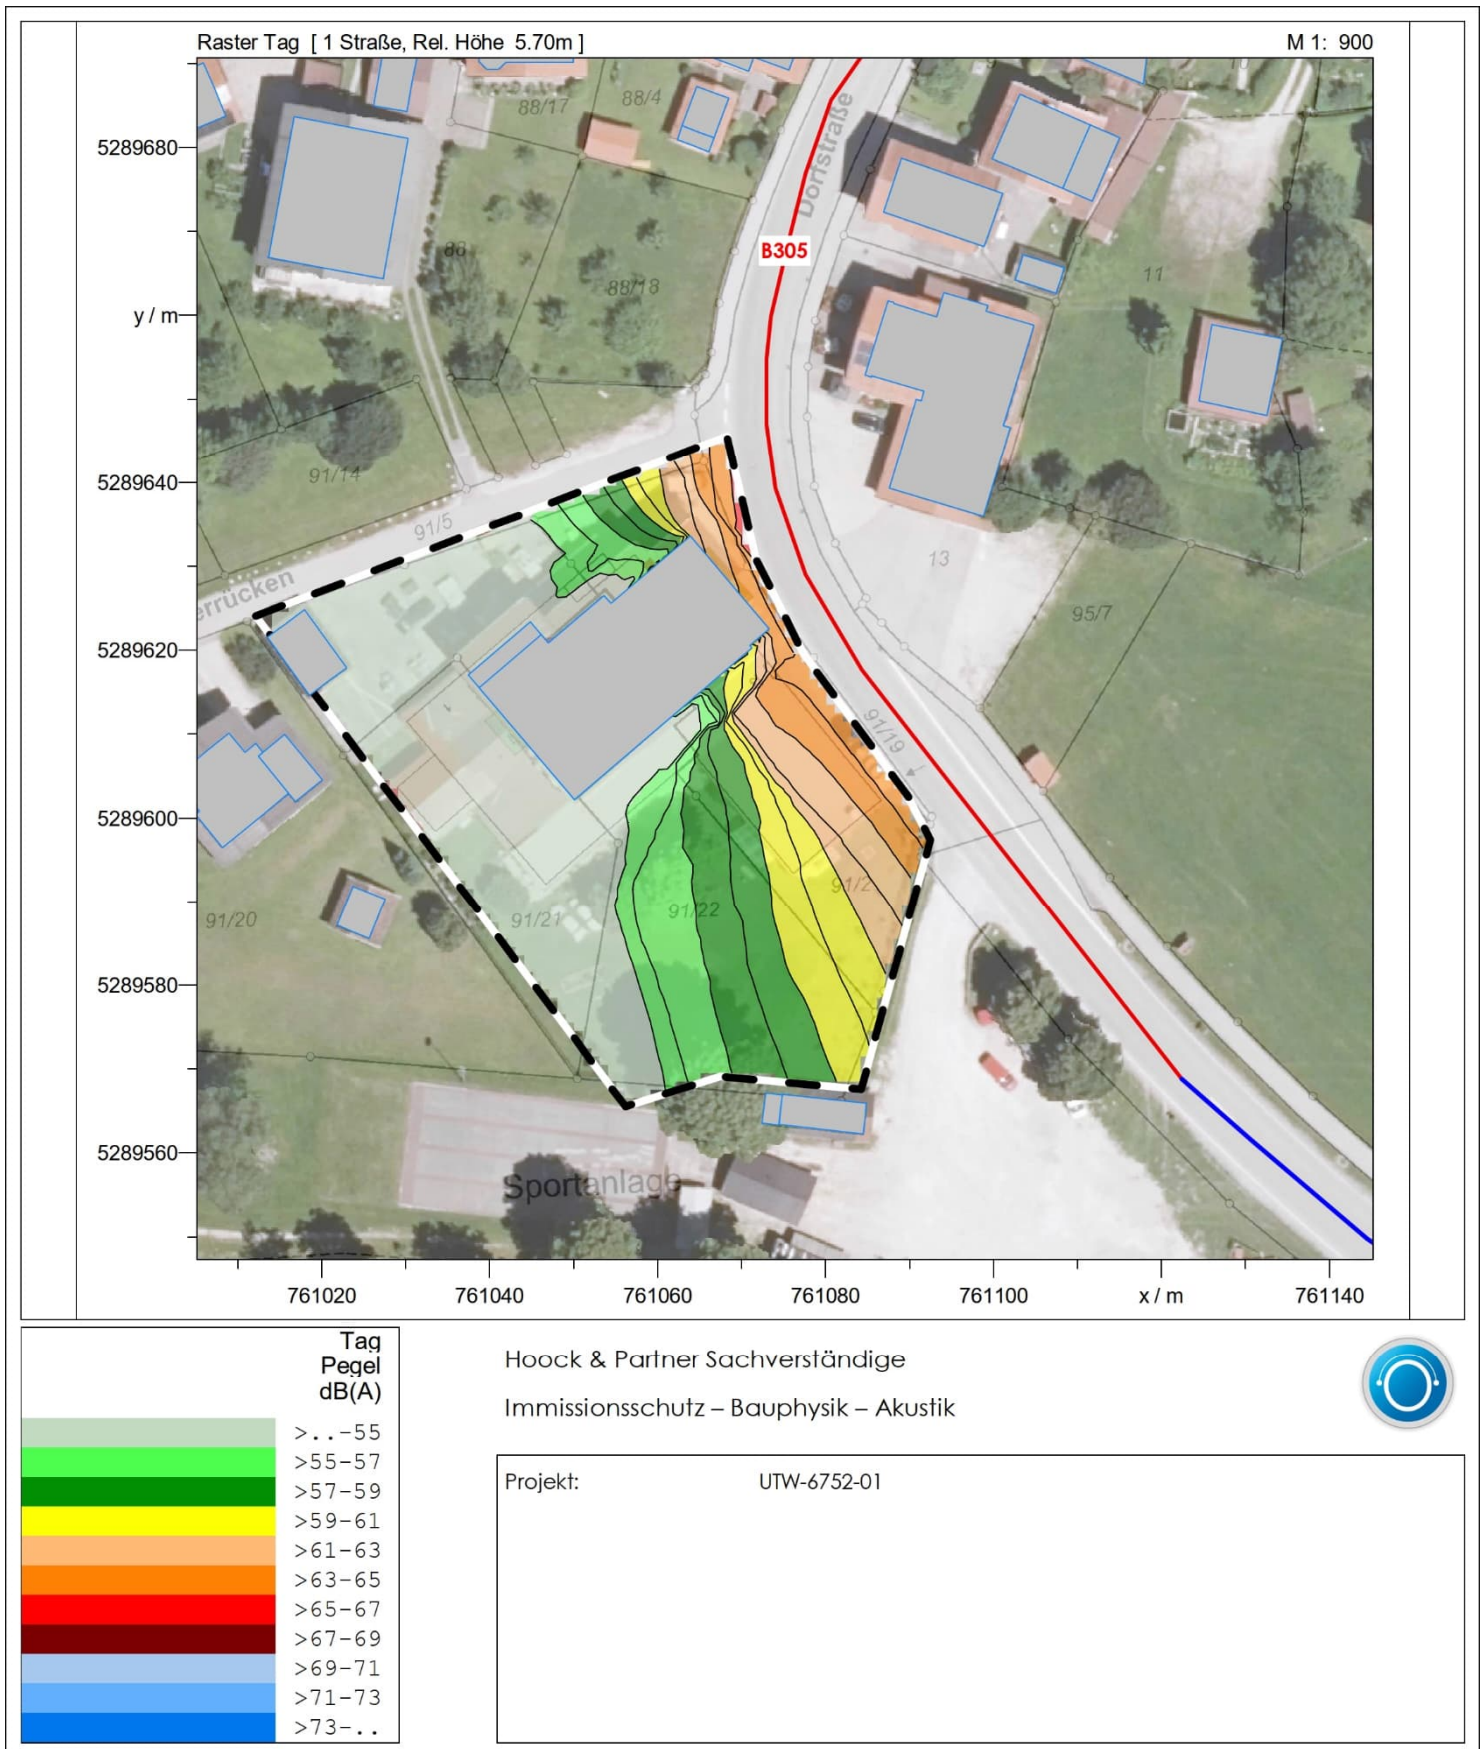 Raster Tag [ 1 Straße, Rel. Höhe 5.70m ]
M 1: 900
88/17
88/4
Dorfstraße
5289680
B305
88
88/18
11
y / m
91/14
5289640
91/5
13
errücken
95/7
5289620
91/19
5289600
91/2
91/20
91/21
91/22
5289580
5289560
Sportanlage
761020
761040
761060
761080
761100
x / m
761140
Tag
Pegel
dB(A)
>..-55
>55-57
>57-59
>59-61
>61-63
>63-65
>65-67
>67-69
>69-71
>71-73
>73-..
Hoock & Partner Sachverständige
Immissionsschutz – Bauphysik – Akustik
Projekt: UTW-6752-01